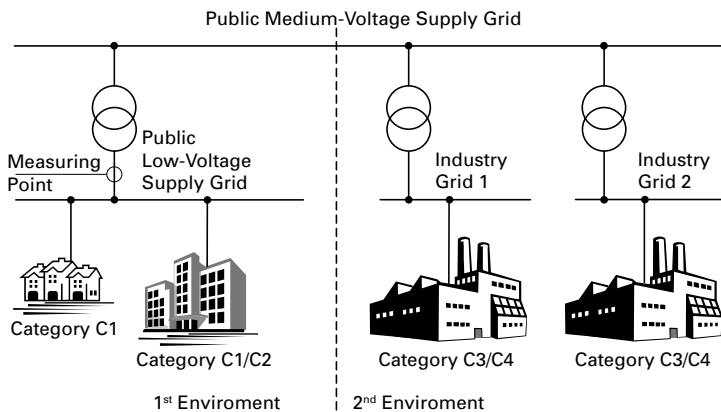 Public Medium-Voltage Supply Grid
Public
Low-Voltage
Supply Grid
Measuring
Point
Industry
Grid 1
Industry
Grid 2
Category C1
Category C1/C2
Category C3/C4
Category C3/C4
1st Enviroment
2nd Enviroment